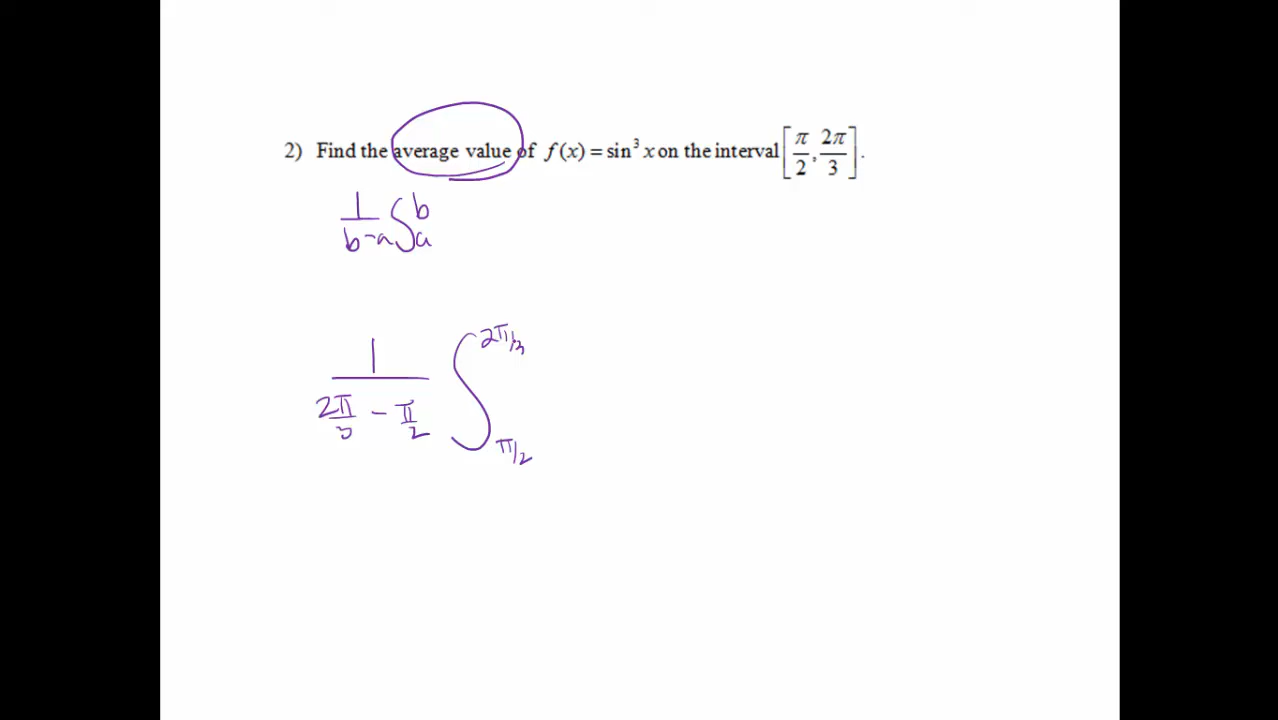 2) Find the average value of f(x) = sin³ x on the interval [π/2, 2π/3].
1/(b-a) ∫ₐᵇ
1/(2π/3 - π/2) ∫ 2π/3
π/2